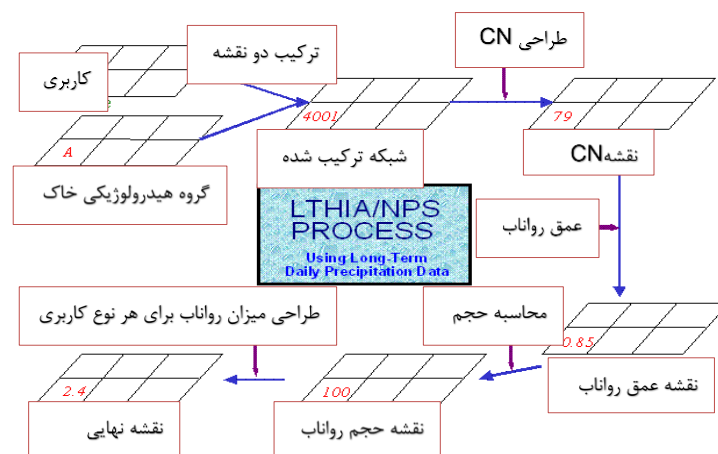 کاربری
ترکیب دو نقشه
طراحی CN
4001
79
A
شبکه ترکیب شده
نقشهCN
گروه هیدرولوژیکی خاک
LTHIA/NPS
PROCESS
Using Long-Term
Daily Precipitation Data
عمق رواناب
طراحی میزان رواناب برای هر نوع کاربری
محاسبه حجم
0.85
2.4
100
نقشه عمق رواناب
نقشه حجم رواناب
نقشه نهایی